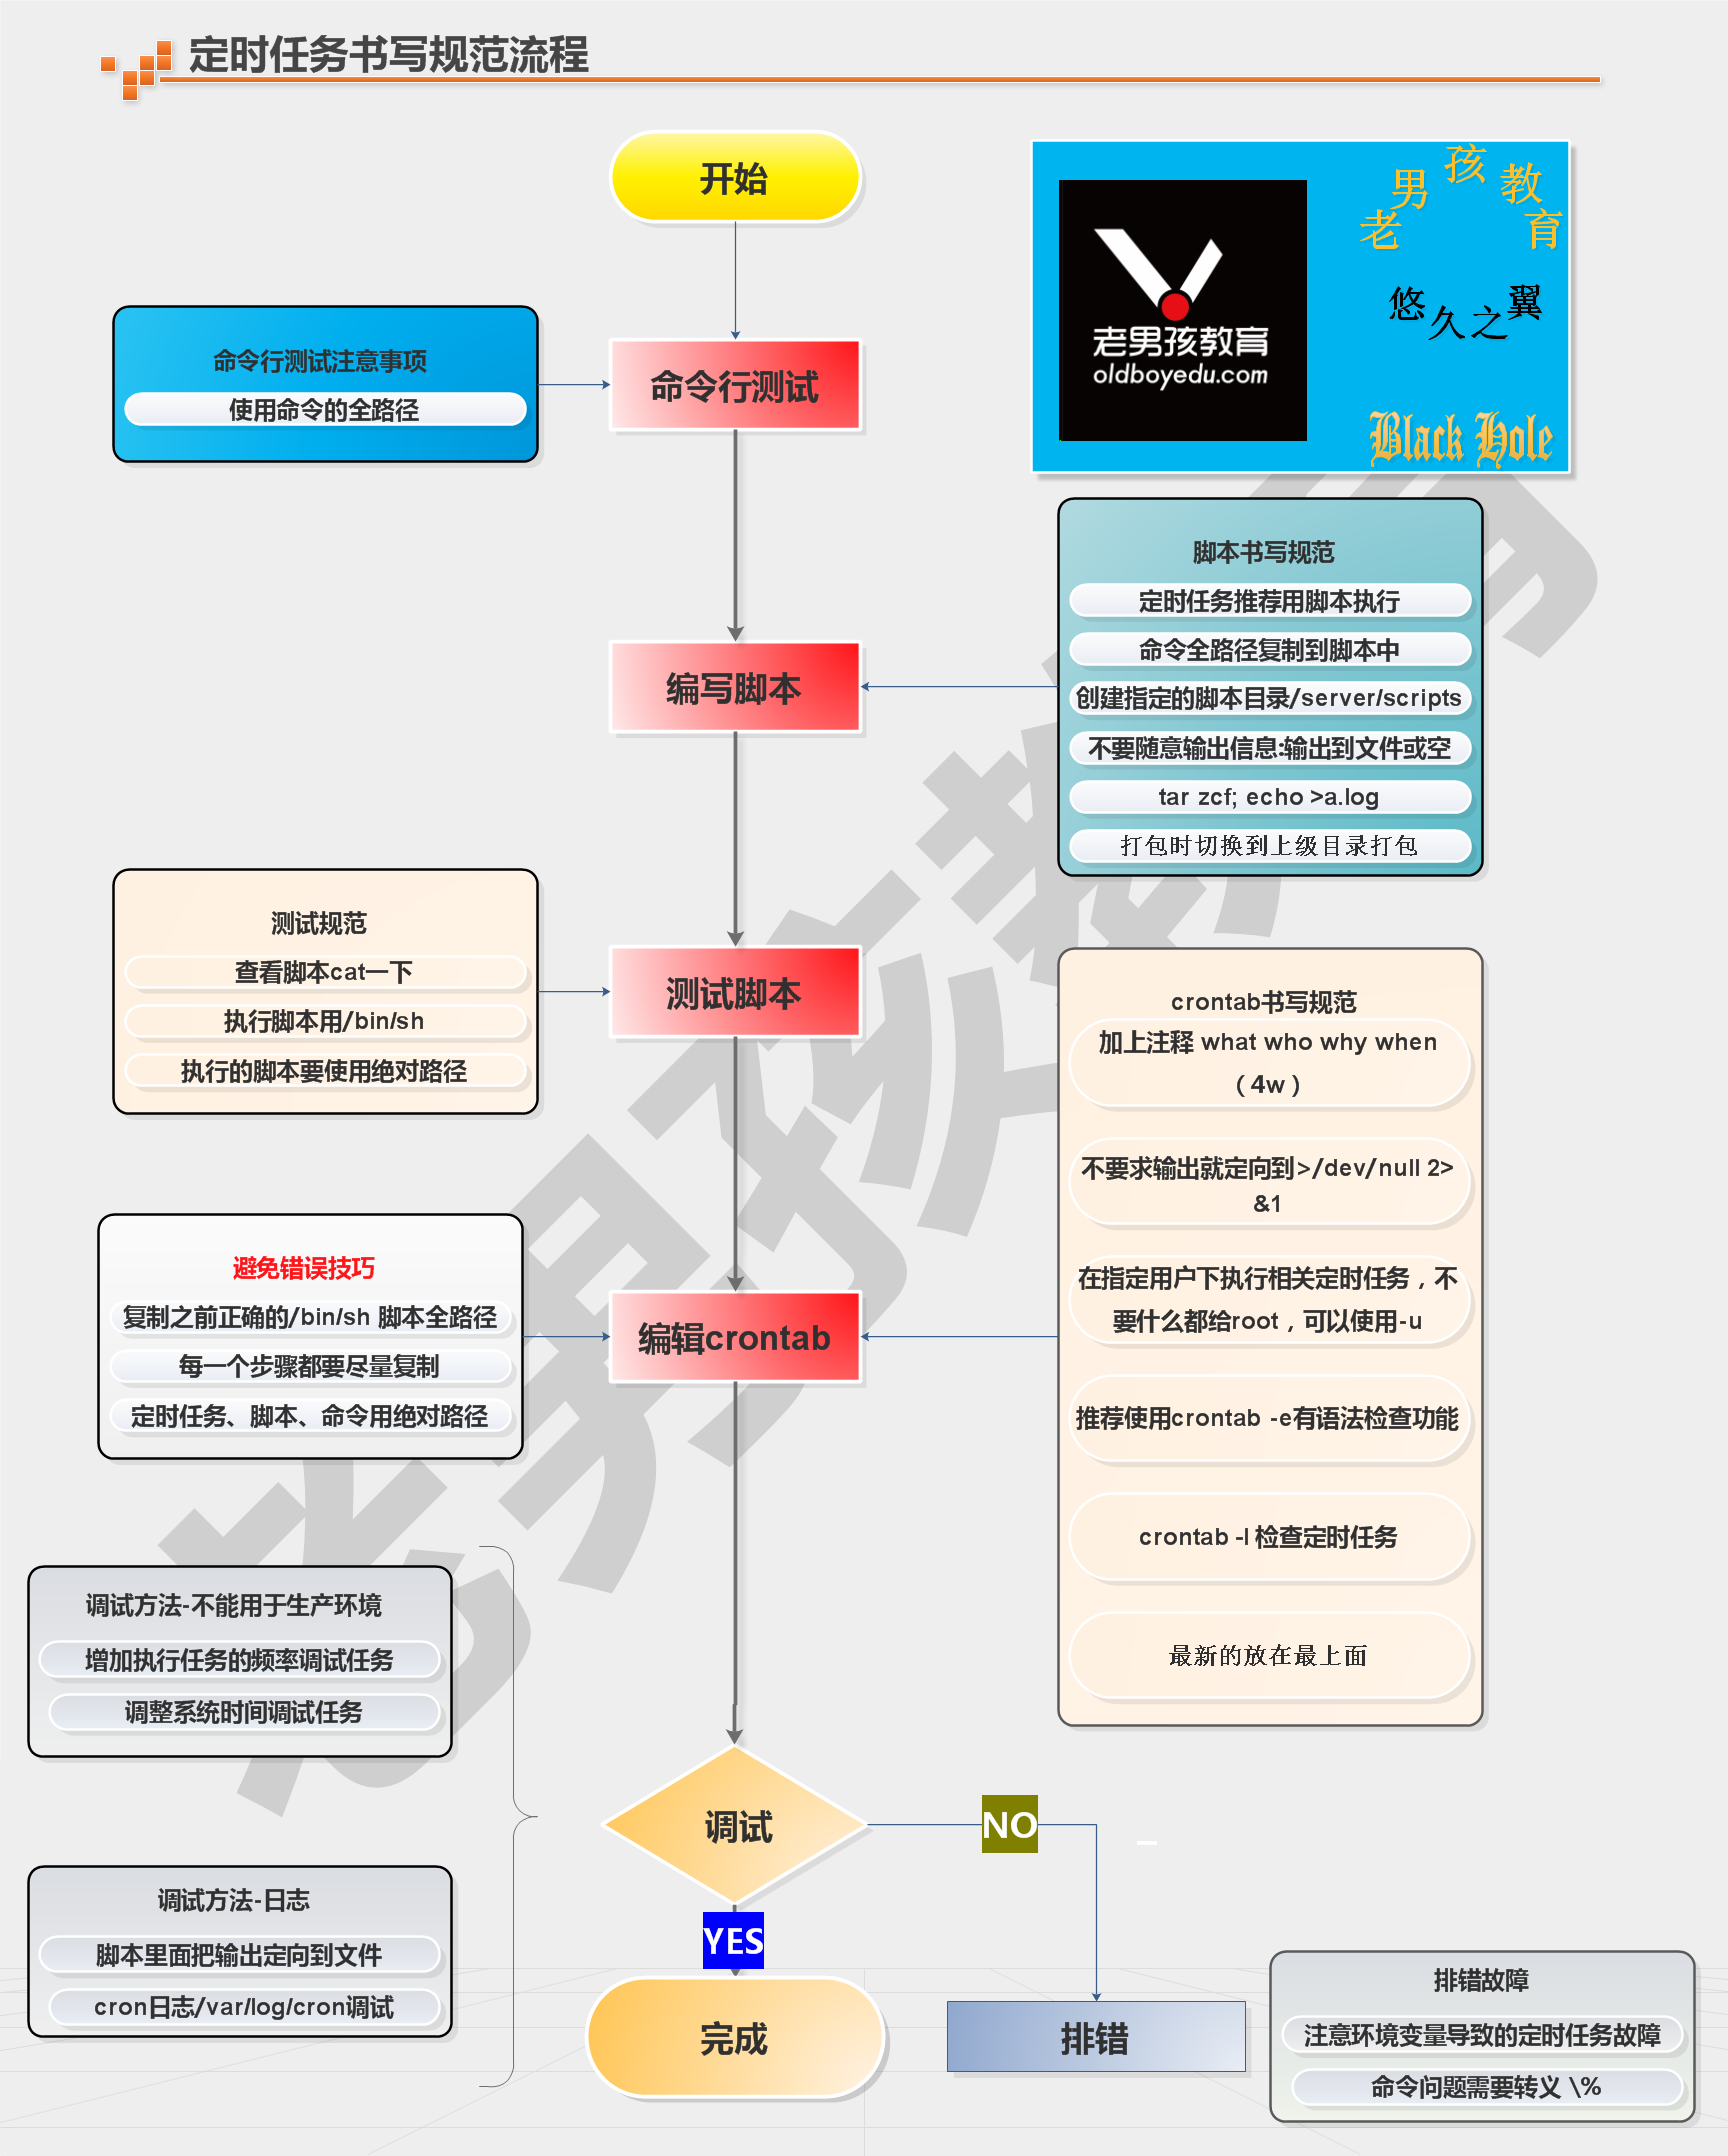 定时任务书写规范流程
开始
老男孩教育
老男孩教育
oldboyedu.com
悠久之翼
Black Hole
命令行测试注意事项
使用命令的全路径
命令行测试
脚本书写规范
定时任务推荐用脚本执行
命令全路径复制到脚本中
创建指定的脚本目录/server/scripts
不要随意输出信息:输出到文件或空
tar zcf; echo >a.log
打包时切换到上级目录打包
编写脚本
测试规范
查看脚本cat一下
执行脚本用/bin/sh
执行的脚本要使用绝对路径
测试脚本
crontab书写规范
加上注释 what who why when
（4w）
不要求输出就定向到>/dev/null 2>
&1
在指定用户下执行相关定时任务，不
要什么都给root，可以使用-u
推荐使用crontab -e有语法检查功能
crontab -l 检查定时任务
最新的放在最上面
避免错误技巧
复制之前正确的/bin/sh 脚本全路径
每一个步骤都要尽量复制
定时任务、脚本、命令用绝对路径
编辑crontab
调试方法-不能用于生产环境
增加执行任务的频率调试任务
调整系统时间调试任务
调试
NO
YES
调试方法-日志
脚本里面把输出定向到文件
cron日志/var/log/cron调试
完成
排错
排错故障
注意环境变量导致的定时任务故障
命令问题需要转义 \%
老男孩教育